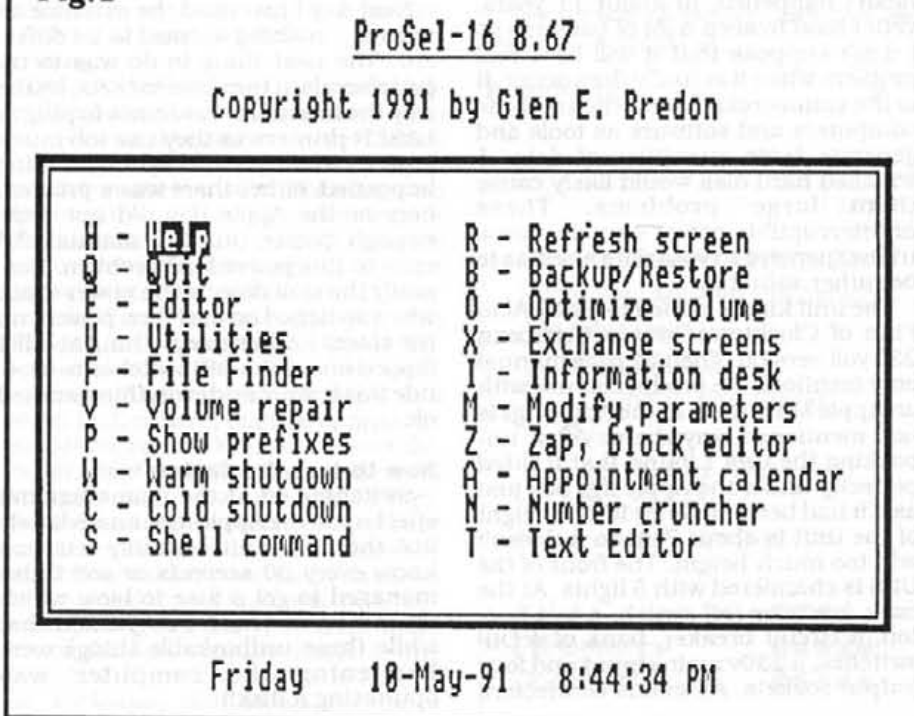 ProSel-16 8.67
Copyright 1991 by Glen E. Bredon
H - Help
Q - Quit
E - Editor
U - Utilities
F - File Finder
V - Volume repair
P - Show prefixes
W - Warm shutdown
C - Cold shutdown
S - Shell command
R - Refresh screen
B - Backup/Restore
O - Optimize volume
X - Exchange screens
I - Information desk
M - Modify parameters
Z - Zap, block editor
A - Appointment calendar
N - Number cruncher
T - Text Editor
Friday 10-May-91 8:44:34 PM